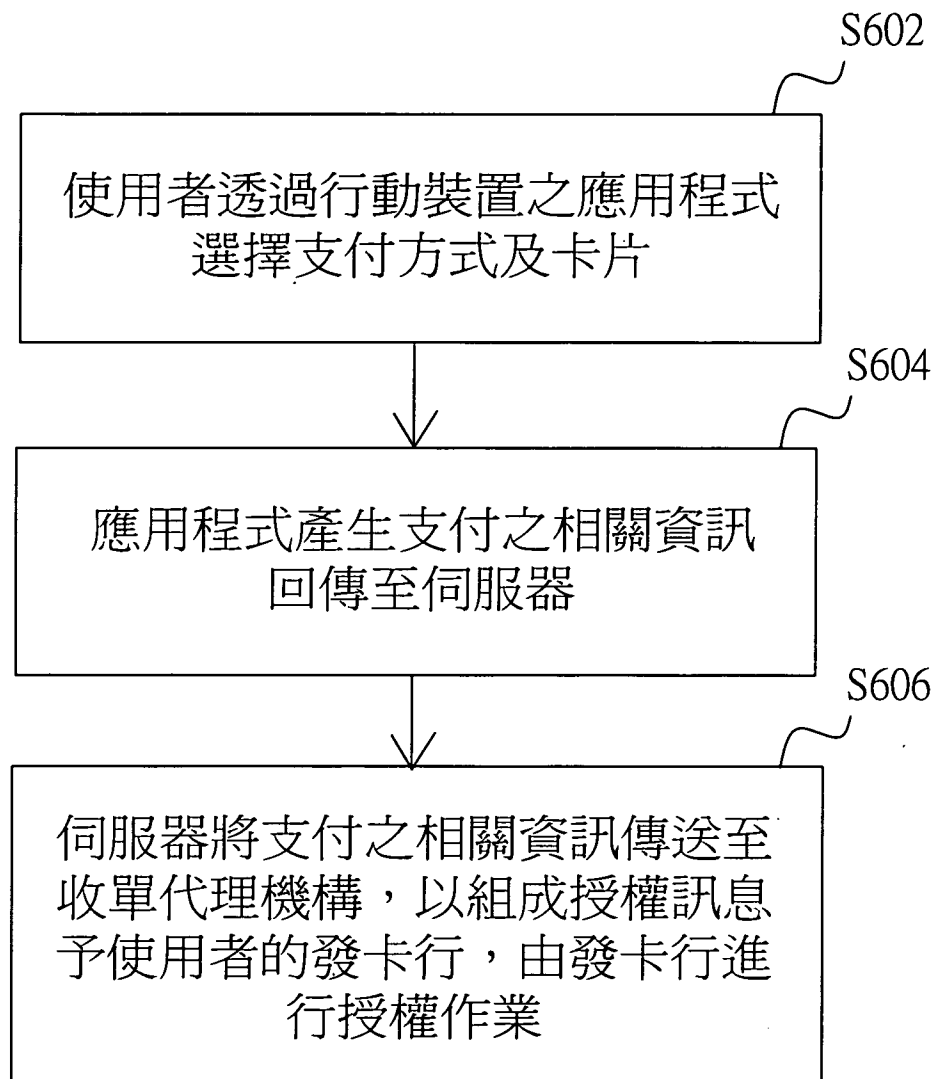 S602
使用者透過行動裝置之應用程式
選擇支付方式及卡片
S604
應用程式產生支付之相關資訊
回傳至伺服器
S606
伺服器將支付之相關資訊傳送至
收單代理機構，以組成授權訊息
予使用者的發卡行，由發卡行進
行授權作業